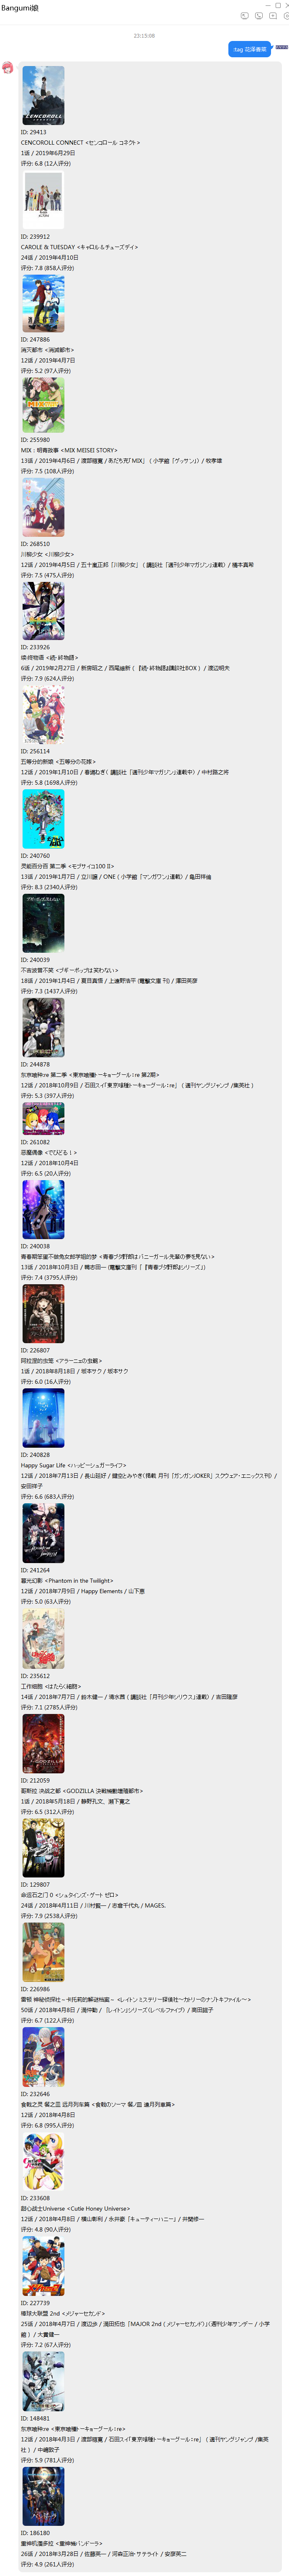 Bangumi娘
23:15:08
:tag 花泽香菜
ID: 29413
CENCOROLL CONNECT <センコロール コネクト>
1话 / 2019年6月29日
评分: 6.8 (12人评分)
ID: 239912
CAROLE & TUESDAY <キャロル＆チューズデイ>
24话 / 2019年4月10日
评分: 7.8 (858人评分)
ID: 247886
消灭都市 <消滅都市>
12话 / 2019年4月7日
评分: 5.2 (97人评分)
ID: 255980
MIX：明青故事 <MIX MEISEI STORY>
13话 / 2019年4月6日 / 渡部穏寛 / あだち充「MIX」（小学館「ゲッサン」） / 牧孝雄
评分: 7.5 (108人评分)
ID: 268510
川柳少女 <川柳少女>
12话 / 2019年4月5日 / 五十嵐正邦「川柳少女」（講談社「週刊少年マガジン」連載） / 橋本真希
评分: 7.5 (475人评分)
ID: 233926
续·终物语 <続・終物語>
6话 / 2019年2月27日 / 新房昭之 / 西尾維新（『続・終物語』講談社BOX） / 渡辺明夫
评分: 7.9 (624人评分)
ID: 256114
五等分的新娘 <五等分の花嫁>
12话 / 2019年1月10日 / 春場ねぎ（ 講談社「週刊少年マガジン」連載中） / 中村路之将
评分: 5.8 (1698人评分)
ID: 240760
灵能百分百 第二季 <モブサイコ100 II>
13话 / 2019年1月7日 / 立川譲 / ONE（小学館「マンガワン」連載） / 亀田祥倫
评分: 8.3 (2340人评分)
ID: 240039
不吉波普不笑 <ブギーポップは笑わない>
18话 / 2019年1月4日 / 夏目真悟 / 上遠野浩平 (電撃文庫 刊) / 澤田英彦
评分: 7.3 (1437人评分)
ID: 244878
东京喰种:re 第二季 <東京喰種トーキョーグール：re 第2期>
12话 / 2018年10月9日 / 石田スイ「東京喰種トーキョーグール：re」（週刊ヤングジャンプ / 集英社）
评分: 5.3 (397人评分)
ID: 261082
恶魔偶像 <でびどる！>
12话 / 2018年10月4日
评分: 6.5 (20人评分)
ID: 240038
青春期笨蛋不做兔女郎学姐的梦 <青春ブタ野郎はバニーガール先輩の夢を見ない>
13话 / 2018年10月3日 / 鴨志田一 (電撃文庫刊「『青春ブタ野郎』シリーズ」)
评分: 7.4 (3795人评分)
ID: 226807
阿拉涅的虫笼 <アラーニェの虫籠>
1话 / 2018年8月18日 / 坂本サク / 坂本サク
评分: 6.0 (16人评分)
ID: 240828
Happy Sugar Life <ハッピーシュガーライフ>
12话 / 2018年7月13日 / 長山延好 / 鍵空とみやき（掲載 月刊「ガンガンJOKER」スクウェア・エニックス刊） /
安田祥子
评分: 6.6 (683人评分)
ID: 241264
暮光幻影 <Phantom in the Twilight>
12话 / 2018年7月9日 / Happy Elements / 山下恵
评分: 5.0 (63人评分)
ID: 235612
工作细胞 <はたらく細胞>
14话 / 2018年7月7日 / 鈴木健一 / 清水茜（講談社「月刊少年シリウス」連載） / 吉田隆彦
评分: 7.1 (2785人评分)
ID: 212059
哥斯拉 决战之都 <GODZILLA 決戦機動増殖都市>
1话 / 2018年5月18日 / 静野孔文、瀬下寛之
评分: 6.5 (312人评分)
ID: 129807
命运石之门 0 <シュタインズ・ゲート ゼロ>
24话 / 2018年4月11日 / 川村賢一 / 志倉千代丸 / MAGES.
评分: 7.9 (2538人评分)
ID: 226986
雷顿 神秘侦探社～卡托莉的解谜档案～ <レイトン ミステリー探偵社～カトリーのナゾトキファイル～>
50话 / 2018年4月8日 / 満仲勧 / 「レイトン」シリーズ（レベルファイブ） / 高田誠子
评分: 6.7 (122人评分)
ID: 232646
食戟之灵 餐之皿 远月列车篇 <食戟のソーマ 餐ノ皿 遠月列車篇>
12话 / 2018年4月8日
评分: 6.8 (995人评分)
ID: 233608
甜心战士Universe <Cutie Honey Universe>
12话 / 2018年4月8日 / 横山彰利 / 永井豪「キューティーハニー」 / 井関修一
评分: 4.8 (90人评分)
ID: 227739
棒球大联盟 2nd <メジャーセカンド>
25话 / 2018年4月7日 / 渡辺歩 / 満田拓也「MAJOR 2nd（メジャーセカンド）」（週刊少年サンデー / 小学
館） / 大貫健一
评分: 7.2 (67人评分)
ID: 148481
东京喰种:re <東京喰種トーキョーグール：re>
12话 / 2018年4月3日 / 渡部穏寛 / 石田スイ「東京喰種トーキョーグール：re」（週刊ヤングジャンプ /集英
社） / 中嶋敦子
评分: 5.9 (781人评分)
ID: 186180
重神机潘多拉 <重神機パンドーラ>
26话 / 2018年3月28日 / 佐藤英一 / 河森正治・サテライト / 安彦英二
评分: 4.9 (261人评分)